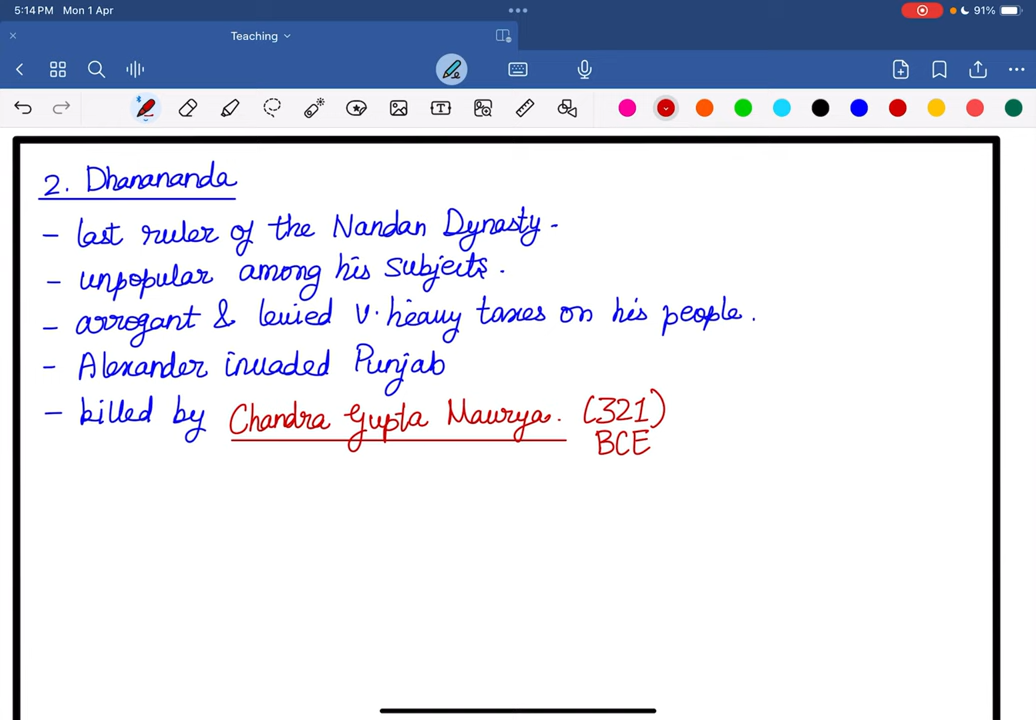 5:14 PM Mon 1 Apr
91%
Teaching
2. Dhanananda
- last ruler of the Nandan Dynasty.
- unpopular among his subjects.
- arrogant & levied v. heavy taxes on his people.
- Alexander invaded Punjab
- killed by Chandra Gupta Maurya. (321)
BCE